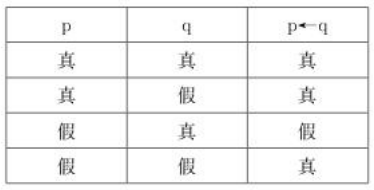 p q p←q
真 真 真
真 假 真
假 真 假
假 假 真